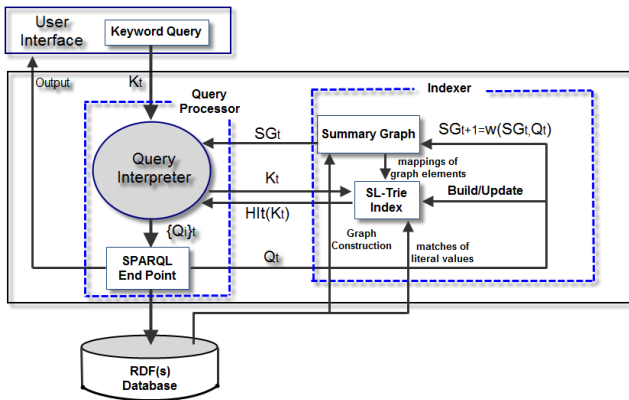 User
Interface
Keyword Query
Output
Kt
Query
Processor
Indexer
Query
Interpreter
SGt
Summary Graph
SGt+1=w(SGt,Qt)
mappings of
graph elements
Kt
SL-Trie
Index
Build/Update
HIt(Kt)
Graph
Construction
matches of
literal values
{Qi}t
SPARQL
End Point
Qt
RDF(s)
Database